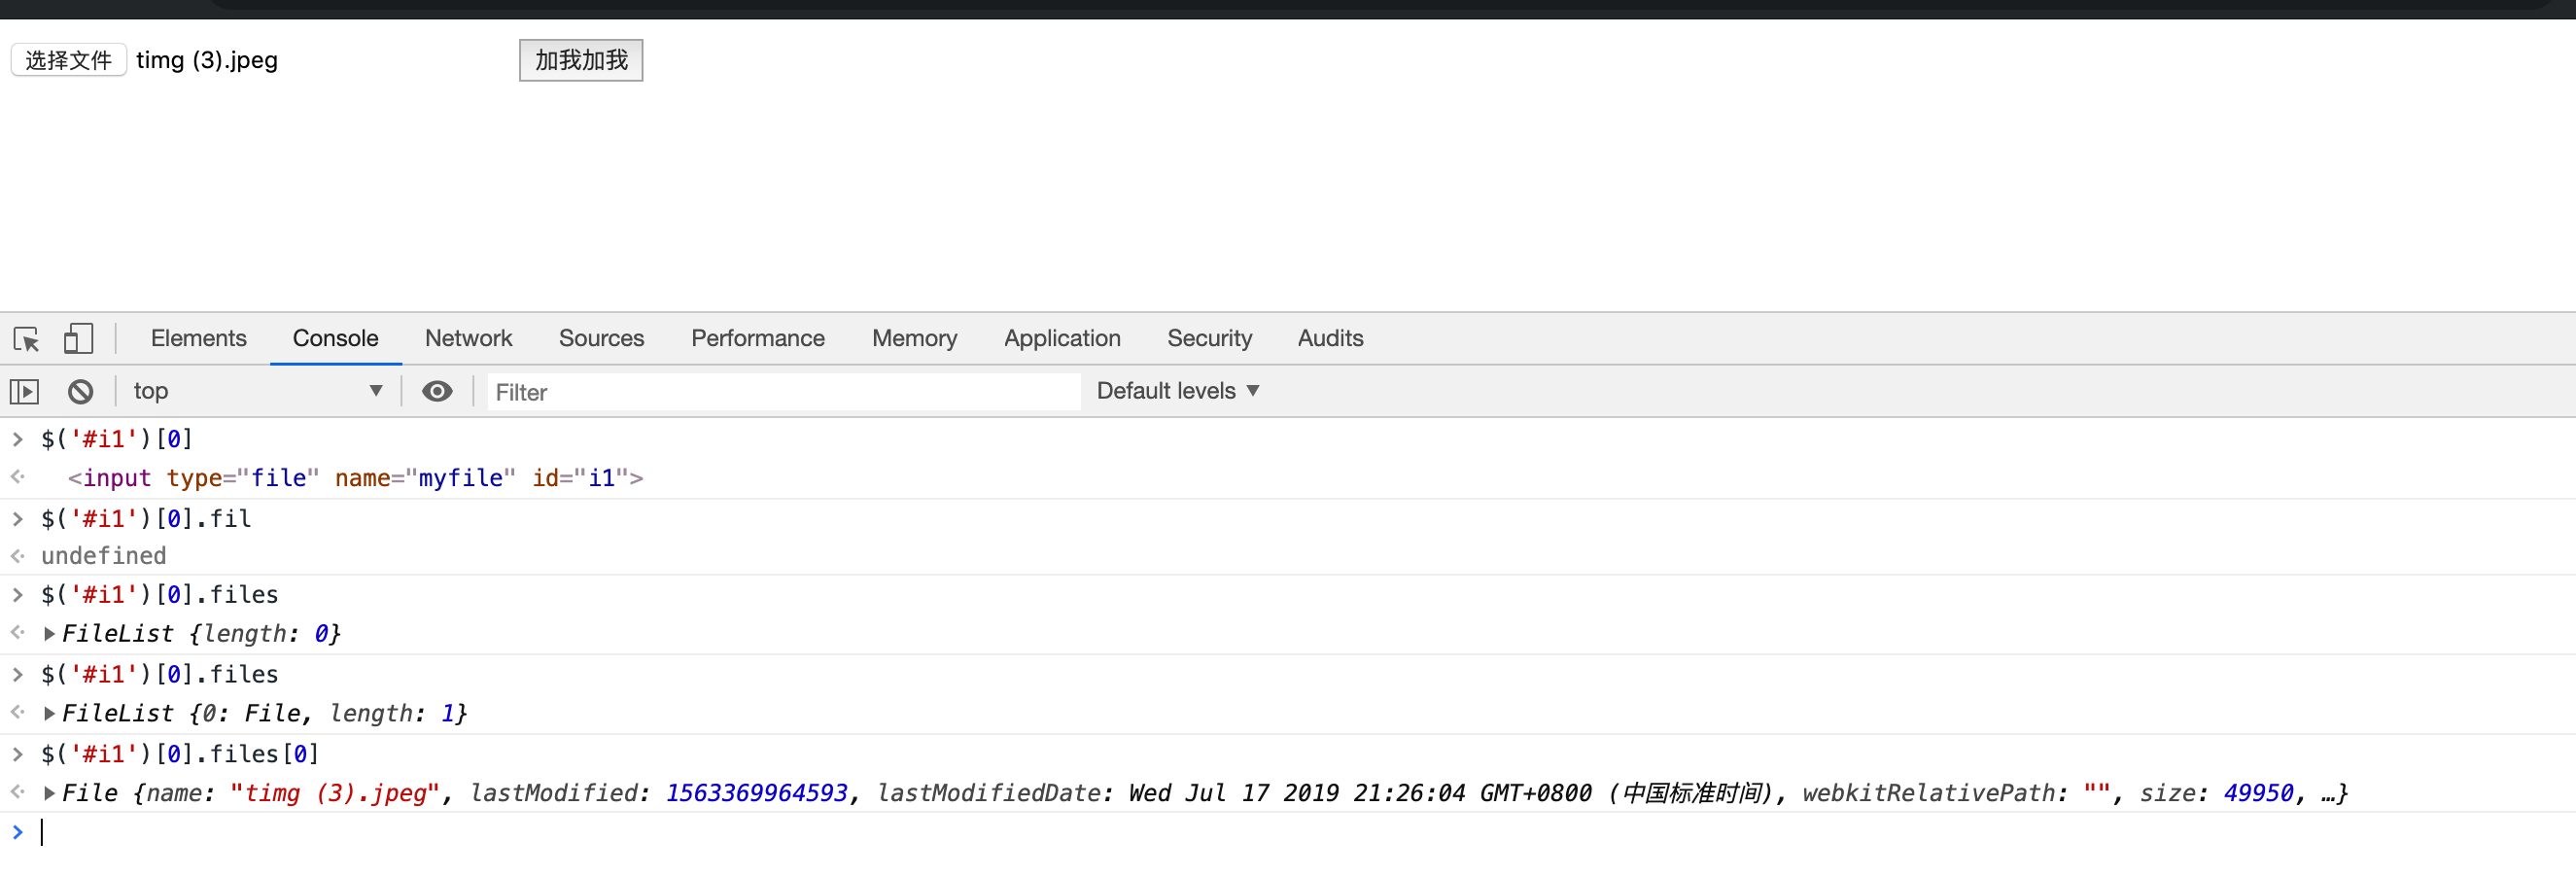 选择文件 timg (3).jpeg 加我加我
Elements Console Network Sources Performance Memory Application Security Audits
top Filter Default levels
$('#i1')[0]
<input type="file" name="myfile" id="i1">
$('#i1')[0].fil
undefined
$('#i1')[0].files
FileList {length: 0}
$('#i1')[0].files
FileList {0: File, length: 1}
$('#i1')[0].files[0]
File {name: "timg (3).jpeg", lastModified: 1563369964593, lastModifiedDate: Wed Jul 17 2019 21:26:04 GMT+0800 (中国标准时间), webkitRelativePath: "", size: 49950, …}